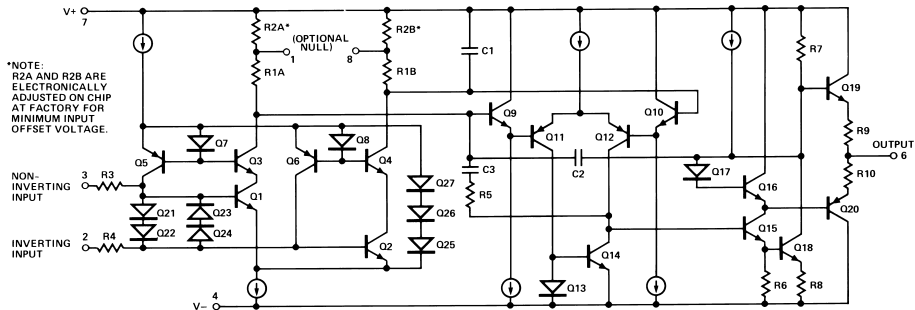 V+
7
R2A*
(OPTIONAL
NULL)
1
8
R2B*
R1A
R1B
C1
R7
*NOTE:
R2A AND R2B ARE
ELECTRONICALLY
ADJUSTED ON CHIP
AT FACTORY FOR
MINIMUM INPUT
OFFSET VOLTAGE.
Q19
Q9
Q10
Q11
Q12
Q7
Q8
R9
Q5
Q3
Q6
Q4
OUTPUT
6
NON-
INVERTING
INPUT
3
R3
Q1
C3
C2
Q17
Q16
R10
R5
Q27
Q20
Q21
Q23
Q26
Q22
Q24
Q15
INVERTING
INPUT
2
R4
Q2
Q25
Q14
Q18
Q13
R6
R8
V−
4